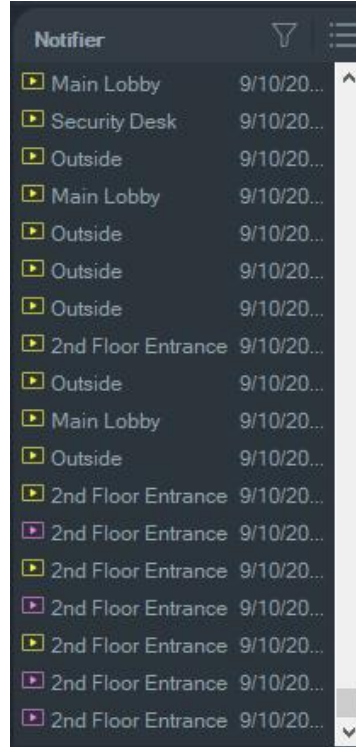 Notifier
Main Lobby 9/10/20...
Security Desk 9/10/20...
Outside 9/10/20...
Main Lobby 9/10/20...
Outside 9/10/20...
Outside 9/10/20...
Outside 9/10/20...
2nd Floor Entrance 9/10/20...
Outside 9/10/20...
Main Lobby 9/10/20...
Outside 9/10/20...
2nd Floor Entrance 9/10/20...
2nd Floor Entrance 9/10/20...
2nd Floor Entrance 9/10/20...
2nd Floor Entrance 9/10/20...
2nd Floor Entrance 9/10/20...
2nd Floor Entrance 9/10/20...
2nd Floor Entrance 9/10/20...